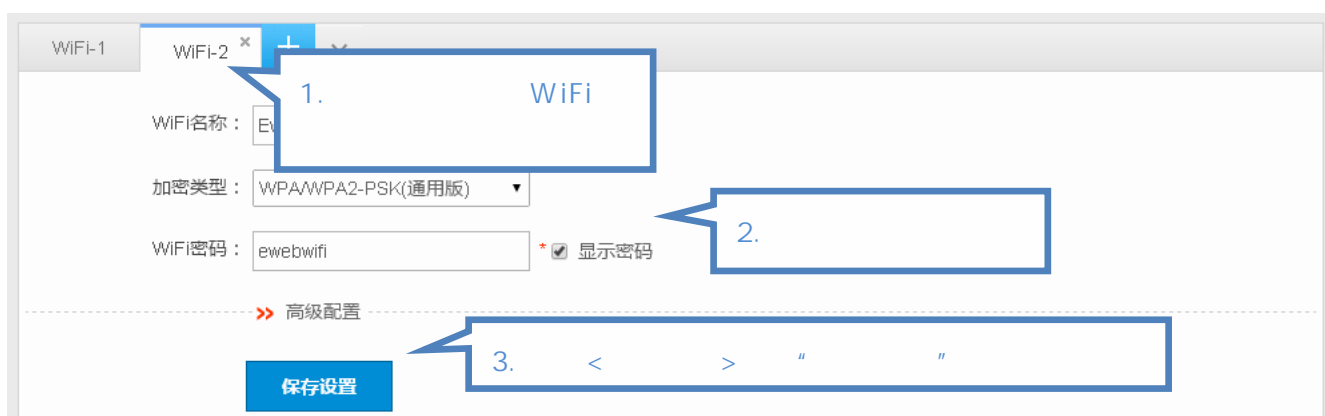 WiFi-1 WiFi-2 × +
1. WiFi
WiFi名称：
加密类型： WPA/WPA2-PSK(通用版)
2.
WiFi密码： ewebwifi * 显示密码
» 高级配置
3. < > “ ”
保存设置